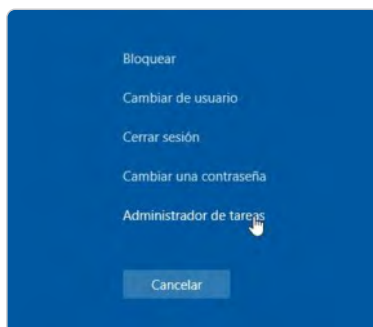 Bloquear
Cambiar de usuario
Cerrar sesión
Cambiar una contraseña
Administrador de tareas
Cancelar